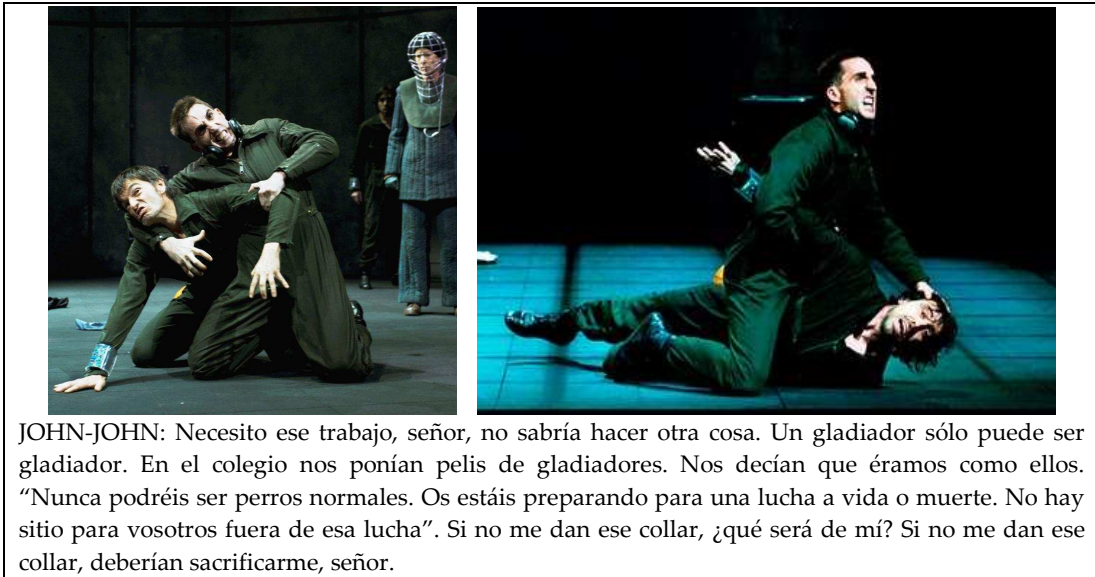 JOHN-JOHN: Necesito ese trabajo, señor, no sabría hacer otra cosa. Un gladiador sólo puede ser
gladiador. En el colegio nos ponían pelis de gladiadores. Nos decían que éramos como ellos.
“Nunca podréis ser perros normales. Os estáis preparando para una lucha a vida o muerte. No hay
sitio para vosotros fuera de esa lucha”. Si no me dan ese collar, ¿qué será de mí? Si no me dan ese
collar, deberían sacrificarme, señor.